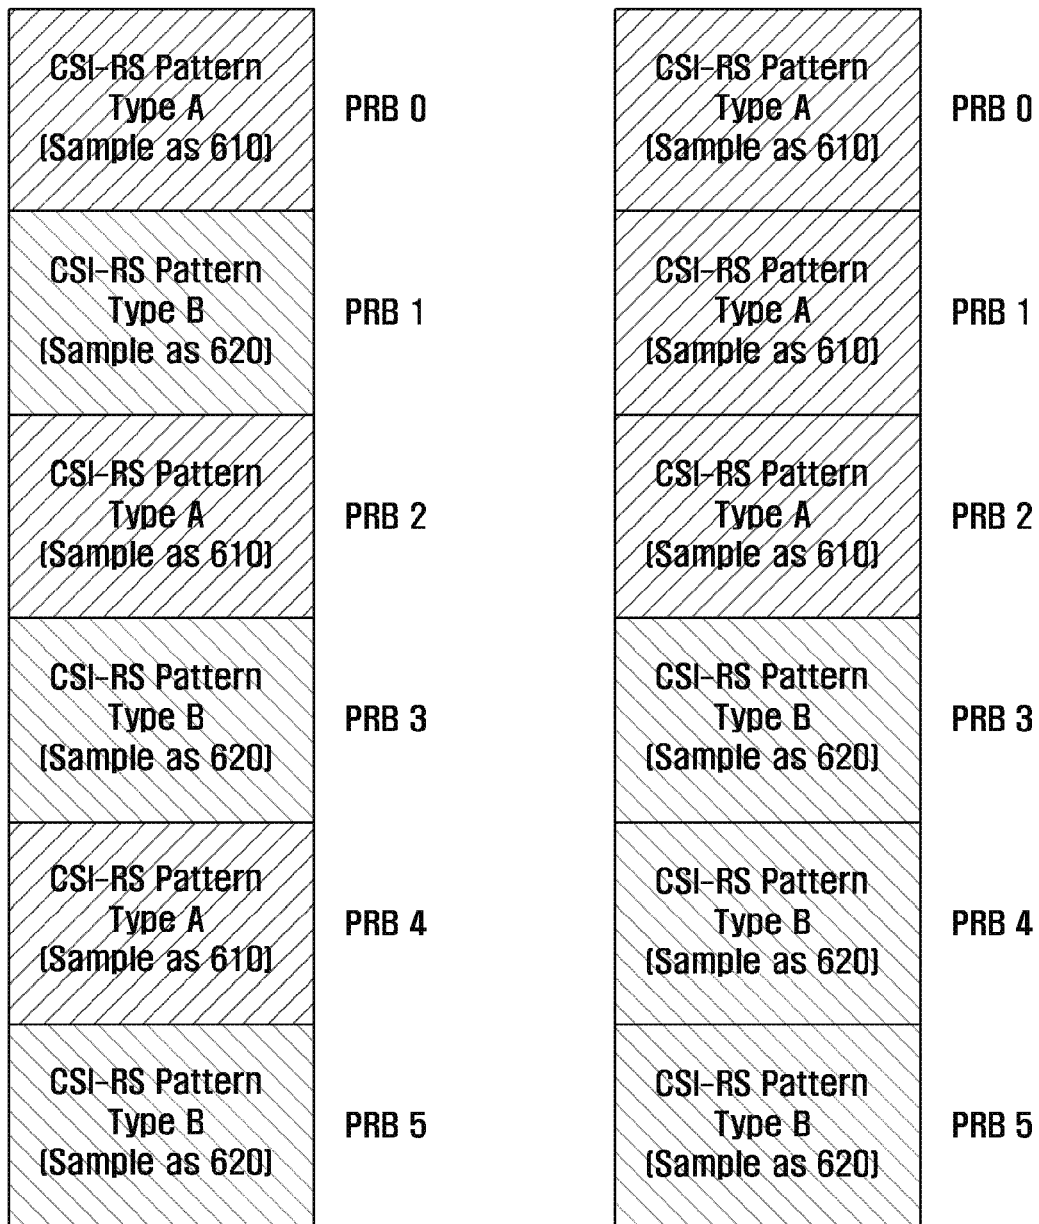 CSI-RS Pattern
Type A
(Sample as 610)
PRB 0
CSI-RS Pattern
Type B
(Sample as 620)
PRB 1
CSI-RS Pattern
Type A
(Sample as 610)
PRB 2
CSI-RS Pattern
Type B
(Sample as 620)
PRB 3
CSI-RS Pattern
Type A
(Sample as 610)
PRB 4
CSI-RS Pattern
Type B
(Sample as 620)
PRB 5
CSI-RS Pattern
Type A
(Sample as 610)
PRB 0
CSI-RS Pattern
Type A
(Sample as 610)
PRB 1
CSI-RS Pattern
Type A
(Sample as 610)
PRB 2
CSI-RS Pattern
Type B
(Sample as 620)
PRB 3
CSI-RS Pattern
Type B
(Sample as 620)
PRB 4
CSI-RS Pattern
Type B
(Sample as 620)
PRB 5